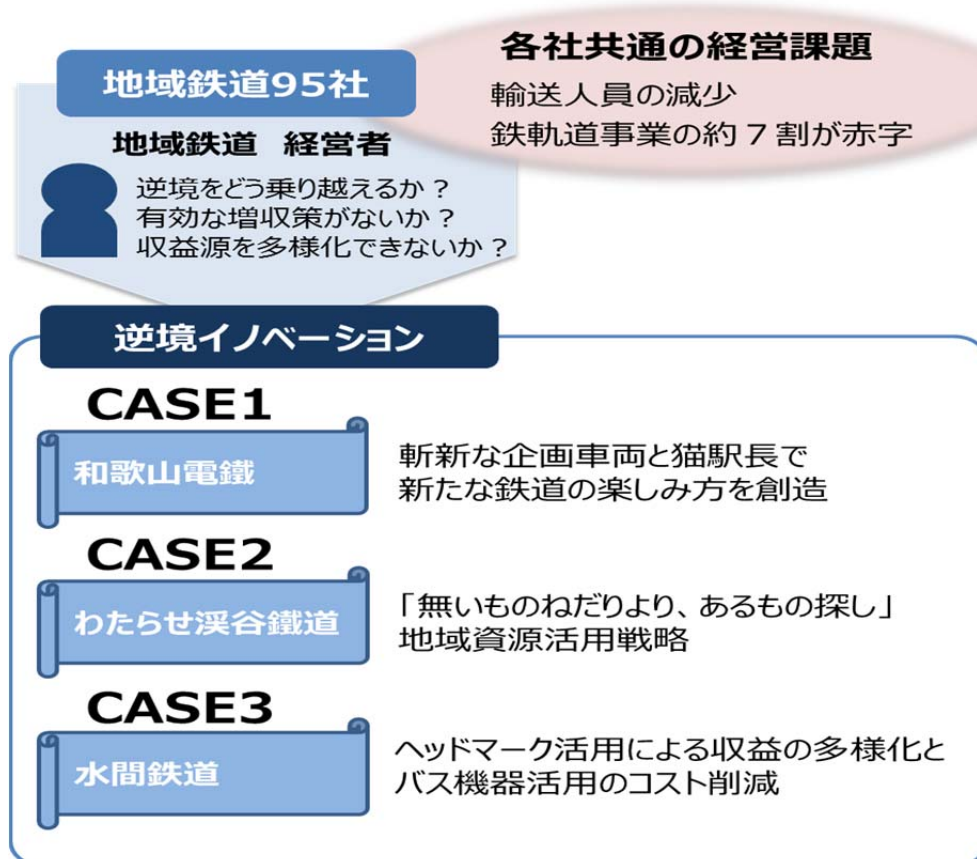 各社共通の経営課題
輸送人員の減少
鉄軌道事業の約7割が赤字
地域鉄道95社
地域鉄道 経営者
逆境をどう乗り越えるか？
有効な増収策がないか？
収益源を多様化できないか？
逆境イノベーション
CASE1
和歌山電鐵
斬新な企画車両と猫駅長で
新たな鉄道の楽しみ方を創造
CASE2
わたらせ渓谷鐵道
「無いものねだりより、あるもの探し」
地域資源活用戦略
CASE3
水間鉄道
ヘッドマーク活用による収益の多様化と
バス機器活用のコスト削減